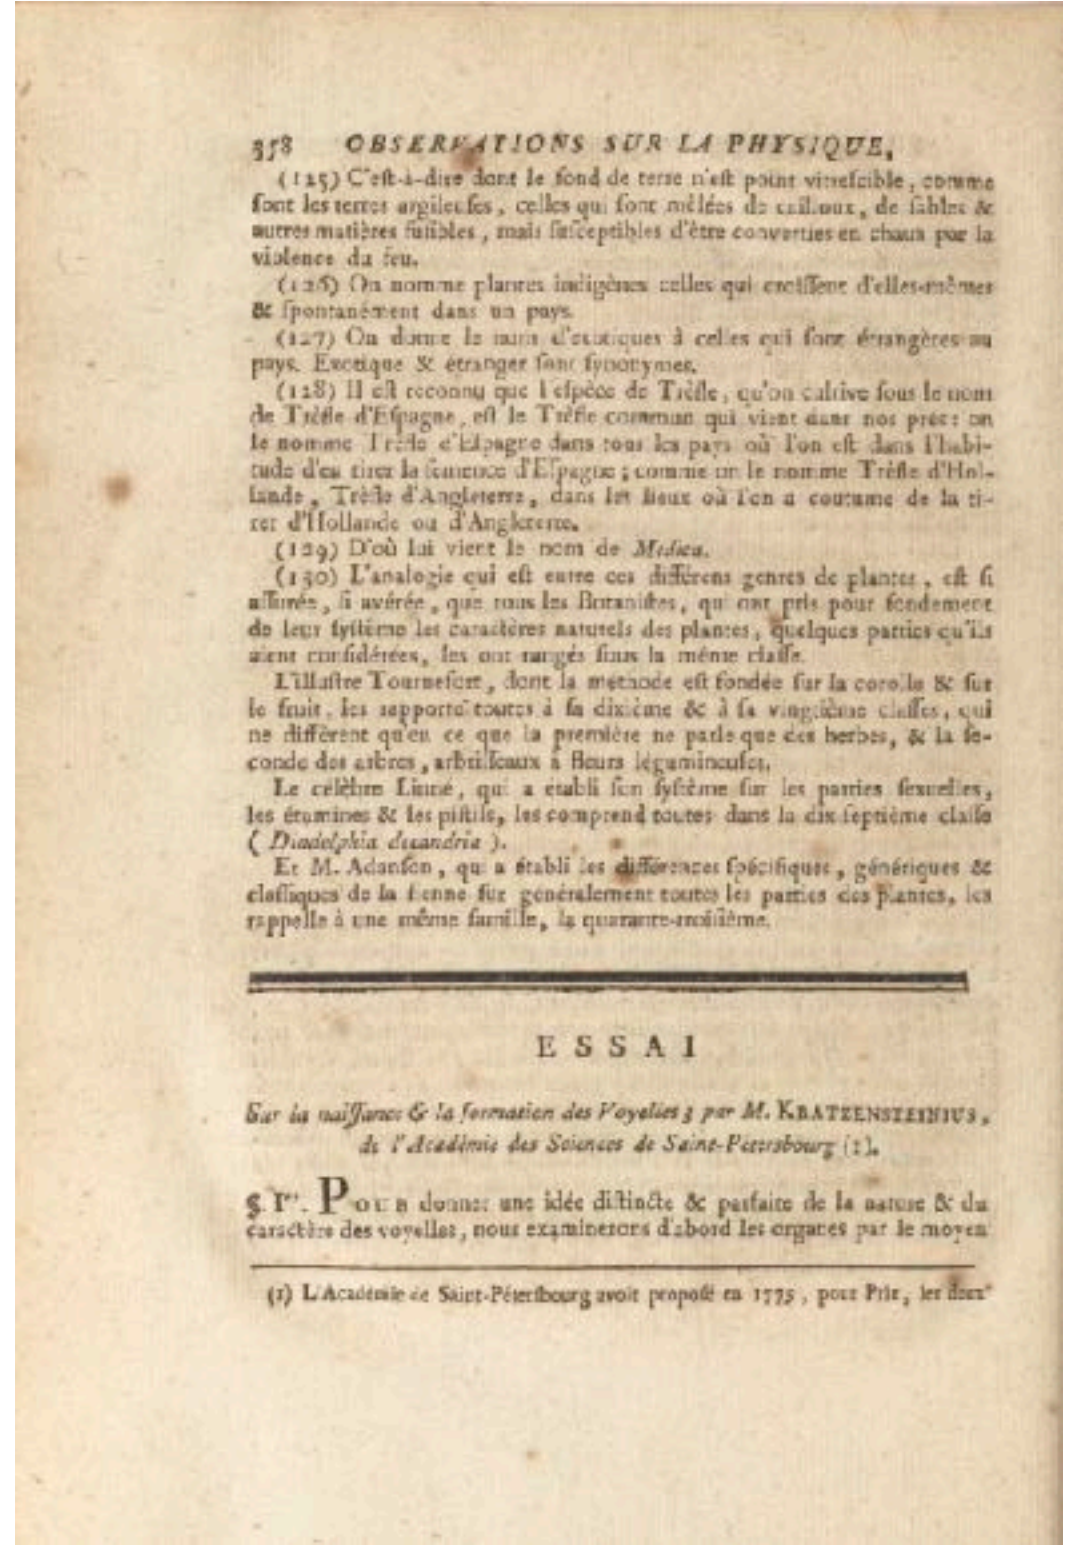 358 OBSERVATIONS SUR LA PHYSIQUE,
(125) C'eſt-à-dire dont le fond de terre n'eſt point vitreſcible, comme
ſont les terres argileuſes, celles qui ſont mêlées de cailloux, de ſables &
autres matières fuſibles, mais ſuſceptibles d'être converties en chaux par la
violence du feu.
(126) On nomme plantes indigènes celles qui croiſſent d'elles-mêmes
& ſpontanément dans un pays.
(127) On donne le nom d'exotiques à celles qui ſont étrangères au
pays. Exotique & étranger ſont ſynonymes.
(128) Il eſt reconnu que l'eſpèce de Trèfle, qu'on cultive ſous le nom
de Trèfle d'Eſpagne, eſt le Trèfle commun qui vient dans nos prés: on
le nomme Trèfle d'Eſpagne dans tous les pays où l'on eſt dans l'habi-
tude d'en tirer la ſemence d'Eſpagne; comme on le nomme Trèfle d'Hol-
lande, Trèfle d'Angleterre, dans les lieux où l'on a coutume de la ti-
rer d'Hollande ou d'Angleterre.
(129) D'où lui vient le nom de Medica.
(130) L'analogie qui eſt entre ces différens genres de plantes, eſt ſi
aſſurée, ſi avérée, que tous les Botaniſtes, qui ont pris pour fondement
de leur ſyſtême les caractères naturels des plantes, quelques parties qu'ils
aient conſidérées, les ont rangés ſous la même claſſe.
L'illuſtre Tournefort, dont la méthode eſt fondée ſur la corolle & ſur
le fruit, les rapporte toutes à ſa dixième & à ſa vingtième claſſes, qui
ne diffèrent qu'en ce que la première ne parle que des herbes, & la ſe-
conde des arbres, arbriſſeaux à fleurs légumineuſes.
Le célèbre Linné, qui a établi ſon ſyſtême ſur les parties ſexuelles,
les étamines & les piſtils, les comprend toutes dans la dix ſeptième claſſe
( Diadelphia decandria ).
Et M. Adanſon, qui a établi les différences ſpécifiques, génériques &
claſſiques de la ſienne ſur généralement toutes les parties des plantes, les
rappelle à une même famille, la quarante-troiſième.
ESSAI
Sur la naiſſance & la formation des Voyelles; par M. KRATZENSTEINIUS,
de l'Académie des Sciences de Saint-Pétersbourg (1).
§. Ier. POUR donner une idée diſtincte & parfaite de la nature & du
caractère des voyelles, nous examinerons d'abord les organes par le moyen
(1) L'Académie de Saint-Péterſbourg avoit propoſé en 1775, pour Prix, les deux